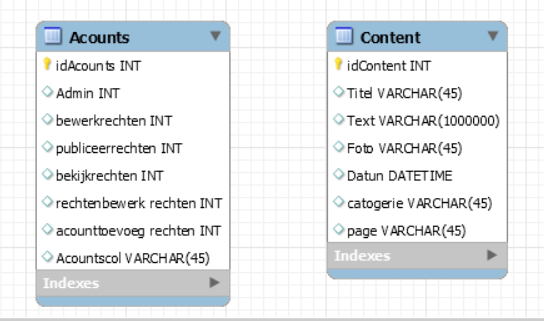 Acounts
idAcounts INT
Admin INT
bewerkrechten INT
publiceerrechten INT
bekijkrechten INT
rechtenbewerk rechten INT
acounttoevoeg rechten INT
Acountscol VARCHAR(45)
Indexes
Content
idContent INT
Titel VARCHAR(45)
Text VARCHAR(1000000)
Foto VARCHAR(45)
Datun DATETIME
catogerie VARCHAR(45)
page VARCHAR(45)
Indexes